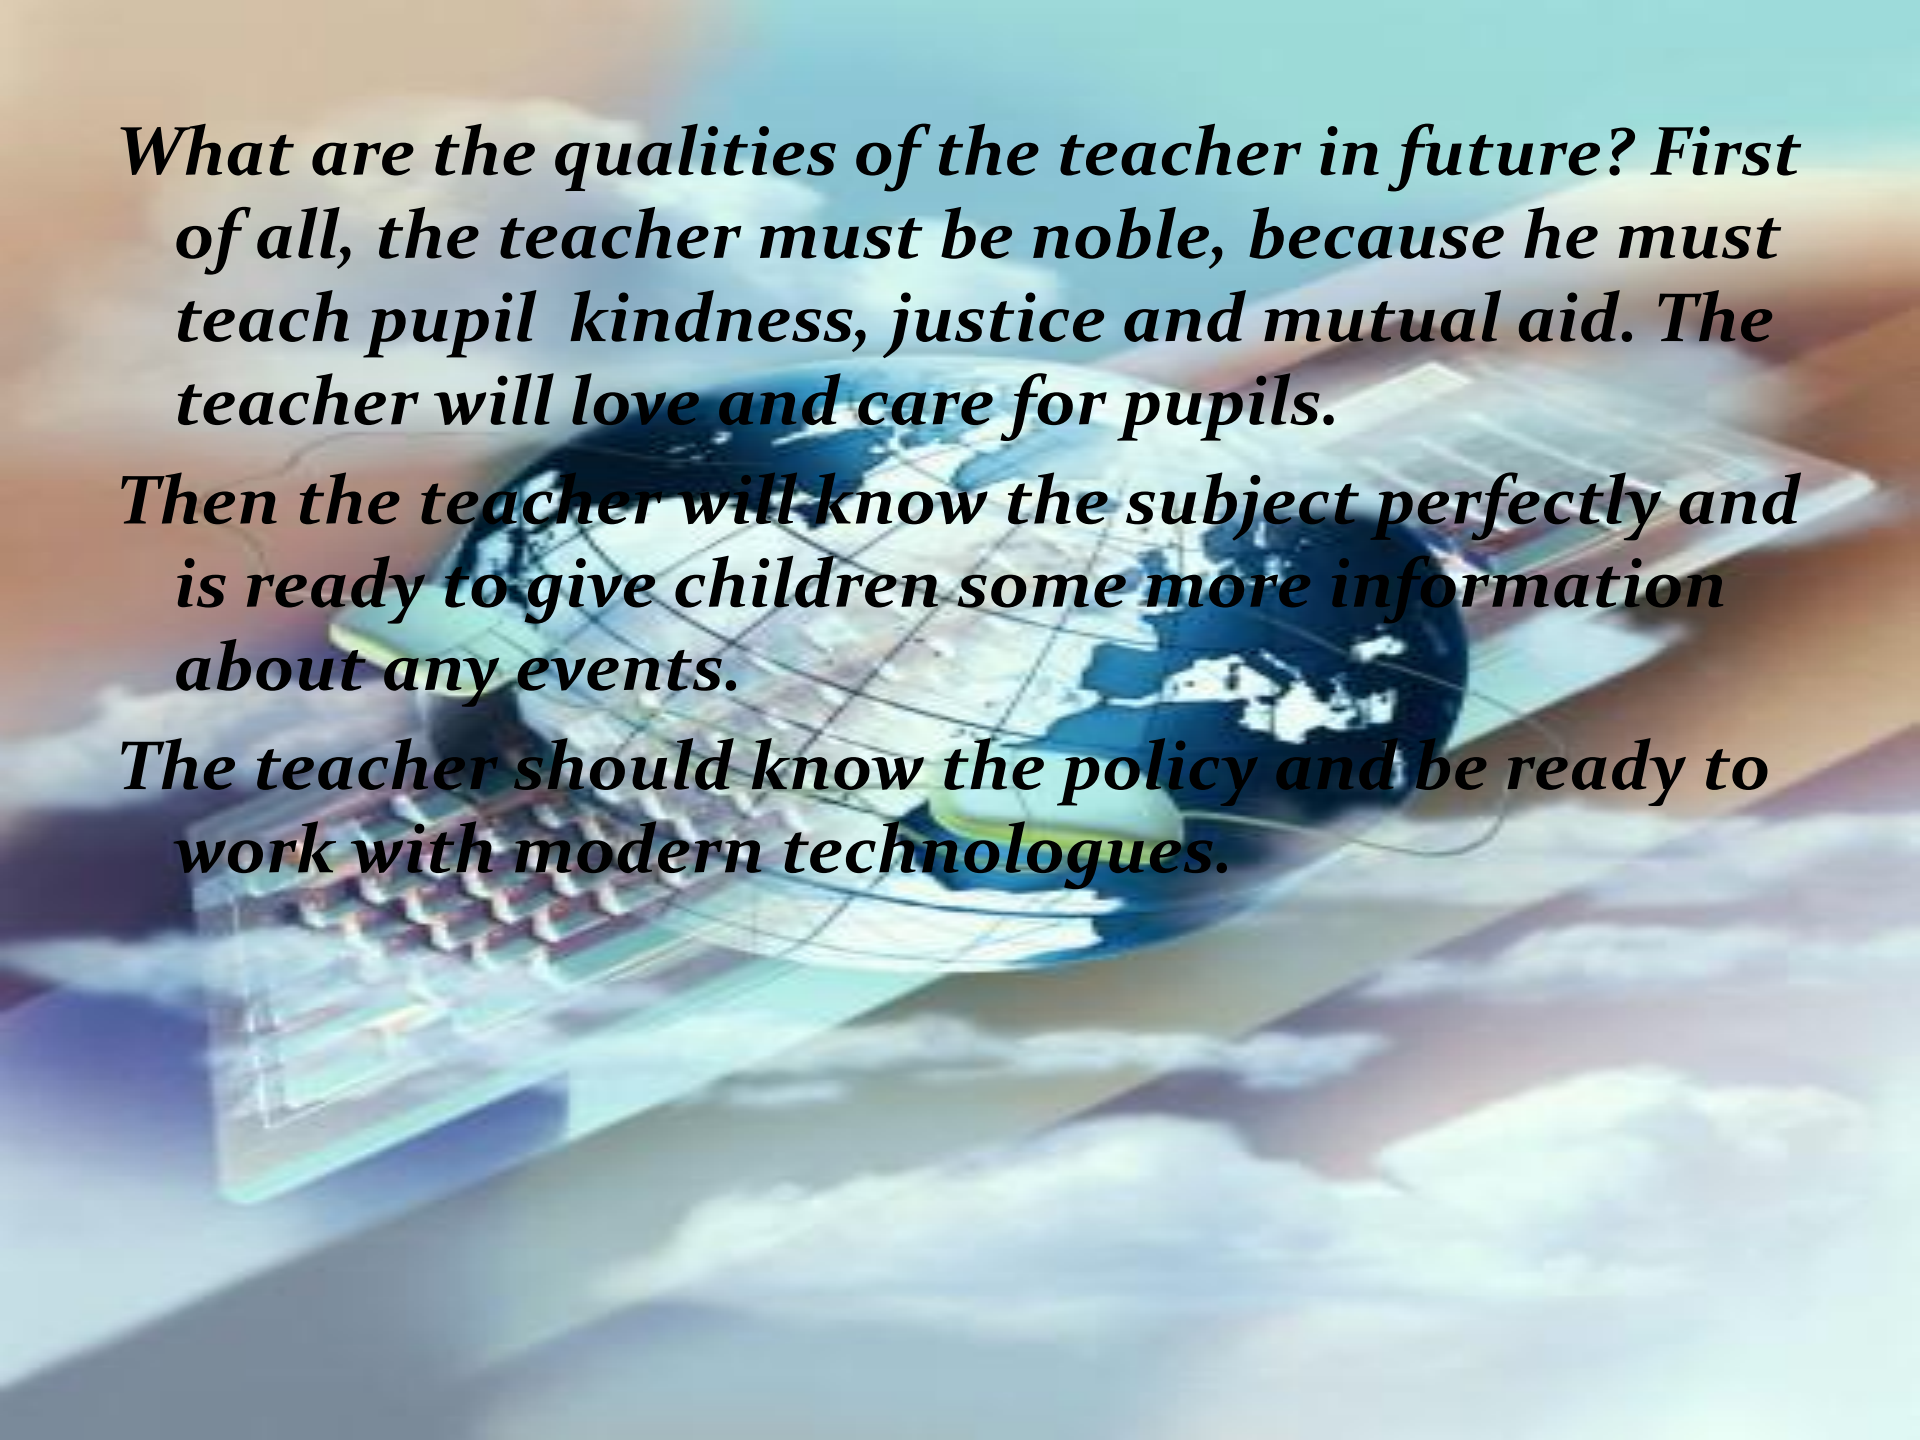 What are the qualities of the teacher in future? First
of all, the teacher must be noble, because he must
teach pupil  kindness, justice and mutual aid. The
teacher will love and care for pupils.
Then the teacher will know the subject perfectly and
is ready to give children some more information
about any events.
The teacher should know the policy and be ready to
work with modern technologues.